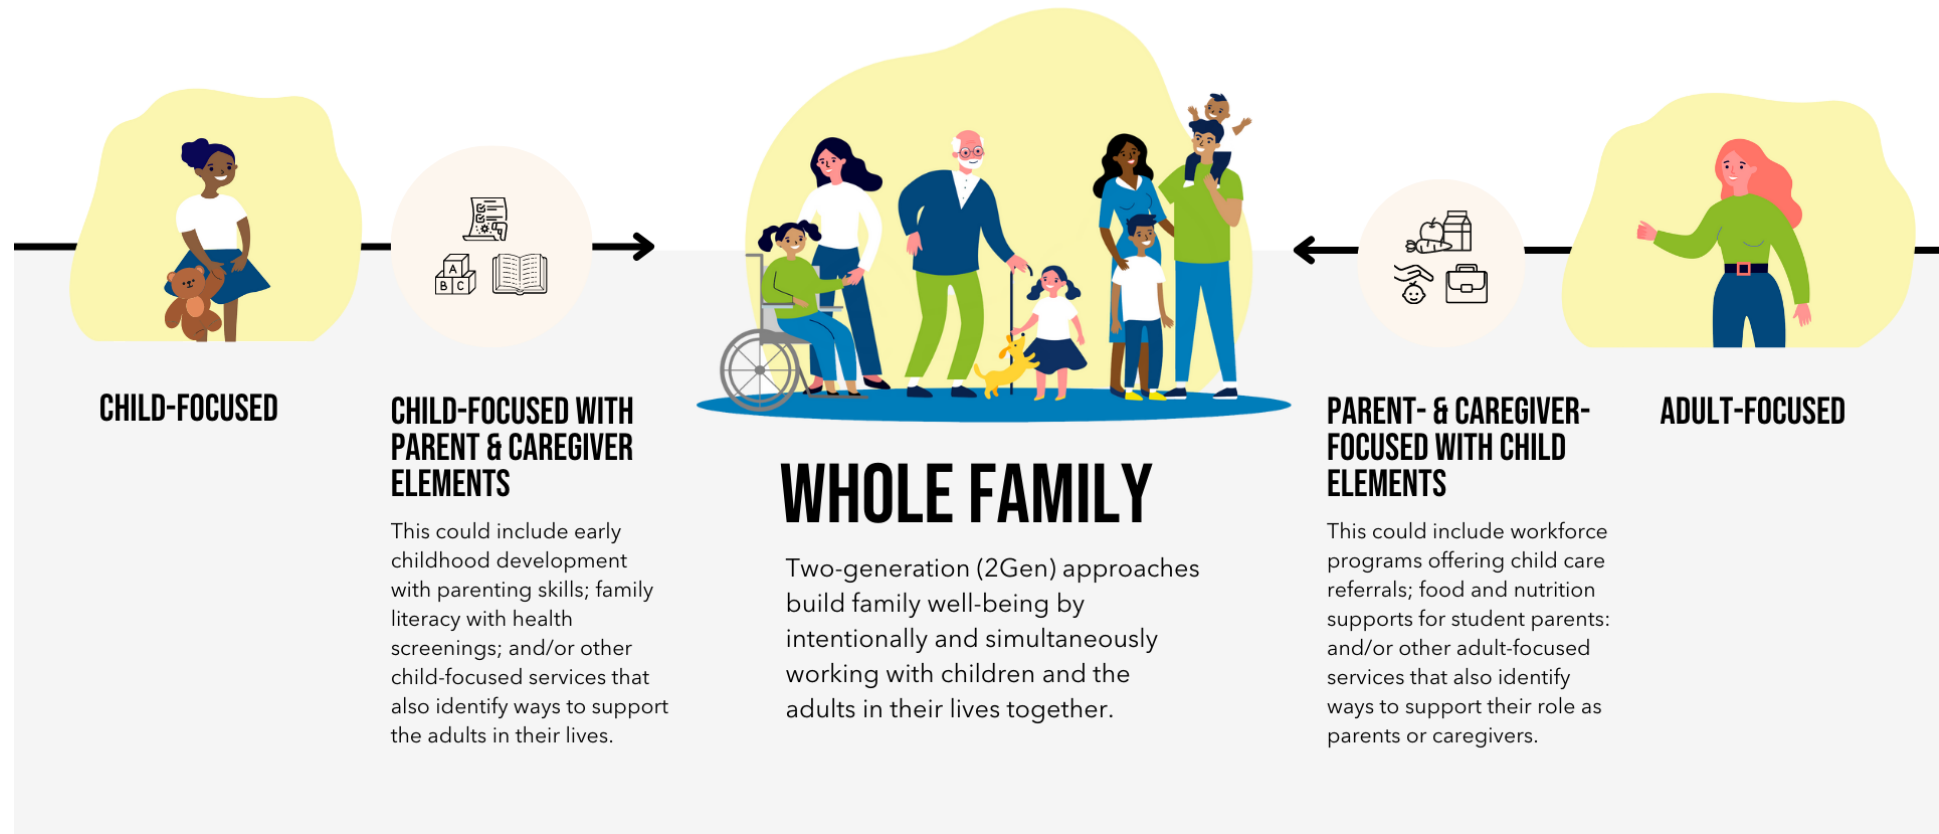 A
B C
CHILD-FOCUSED
CHILD-FOCUSED WITH
PARENT & CAREGIVER
ELEMENTS
This could include early
childhood development
with parenting skills; family
literacy with health
screenings; and/or other
child-focused services that
also identify ways to support
the adults in their lives.
WHOLE FAMILY
Two-generation (2Gen) approaches
build family well-being by
intentionally and simultaneously
working with children and the
adults in their lives together.
PARENT- & CAREGIVER-
FOCUSED WITH CHILD
ELEMENTS
This could include workforce
programs offering child care
referrals; food and nutrition
supports for student parents:
and/or other adult-focused
services that also identify
ways to support their role as
parents or caregivers.
ADULT-FOCUSED